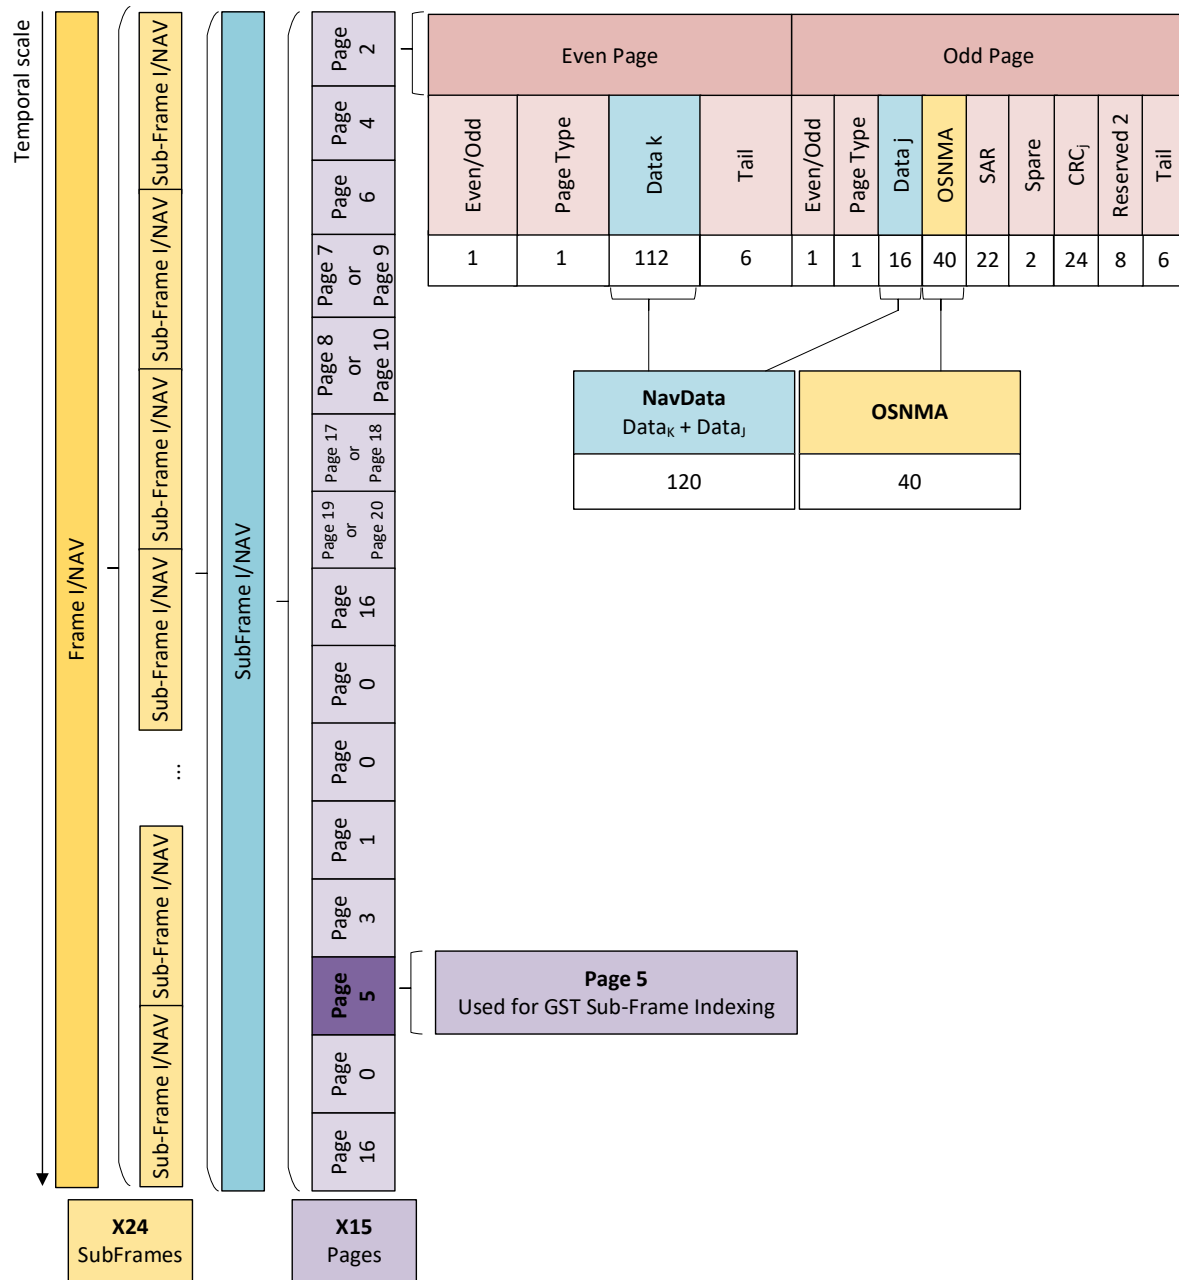 Temporal scale
Frame I/NAV
Sub-Frame I/NAV
Sub-Frame I/NAV
Sub-Frame I/NAV
Sub-Frame I/NAV
...
Sub-Frame I/NAV
Sub-Frame I/NAV
SubFrame I/NAV
Page
2
Page
4
Page
6
Page 7
or
Page 9
Page 8
or
Page 10
Page 17
or
Page 18
Page 19
or
Page 20
Page
16
Page
0
Page
0
Page
1
Page
3
Page
5
Page
0
Page
16
Even Page
Odd Page
Even/Odd
Page Type
Data k
Tail
Even/Odd
Page Type
Data j
OSNMA
SAR
Spare
CRCj
Reserved 2
Tail
1 1 112 6 1 1 16 40 22 2 24 8 6
NavData
DataK + DataJ
120
OSNMA
40
Page 5
Used for GST Sub-Frame Indexing
X24
SubFrames
X15
Pages